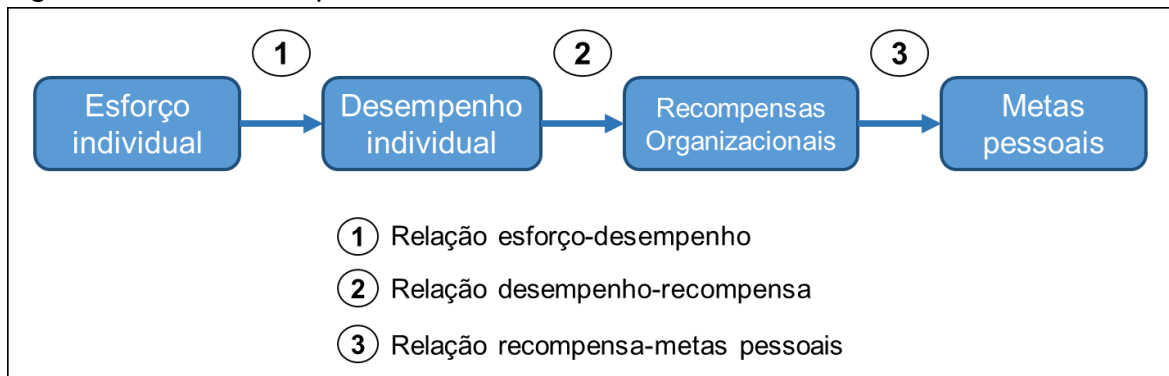 1
2
3
Esforço
individual
Desempenho
individual
Recompensas
Organizacionais
Metas
pessoais
1 Relação esforço-desempenho
2 Relação desempenho-recompensa
3 Relação recompensa-metas pessoais